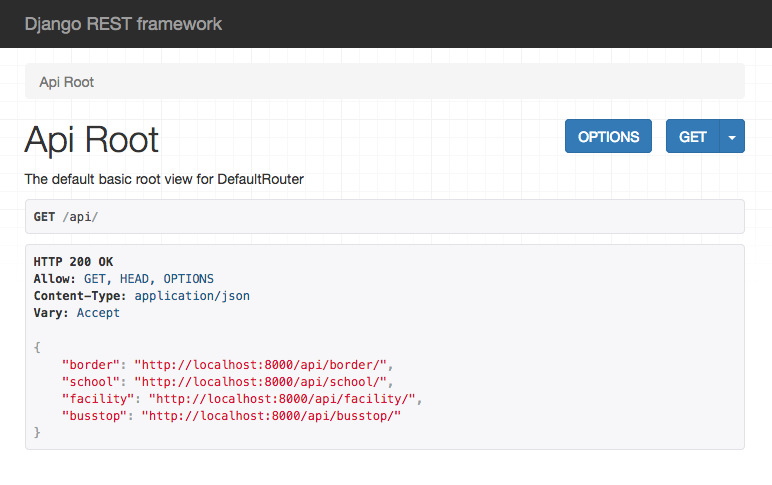 Django REST framework
Api Root
Api Root
OPTIONS
GET
The default basic root view for DefaultRouter
GET /api/
HTTP 200 OK
Allow: GET, HEAD, OPTIONS
Content-Type: application/json
Vary: Accept
{
    "border": "http://localhost:8000/api/border/",
    "school": "http://localhost:8000/api/school/",
    "facility": "http://localhost:8000/api/facility/",
    "busstop": "http://localhost:8000/api/busstop/"
}